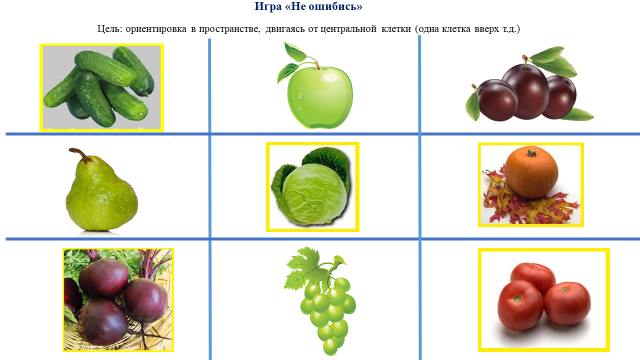 Игра «Не ошибись»
Цель: ориентировка в пространстве, двигаясь от центральной клетки (одна клетка вверх т.д.)